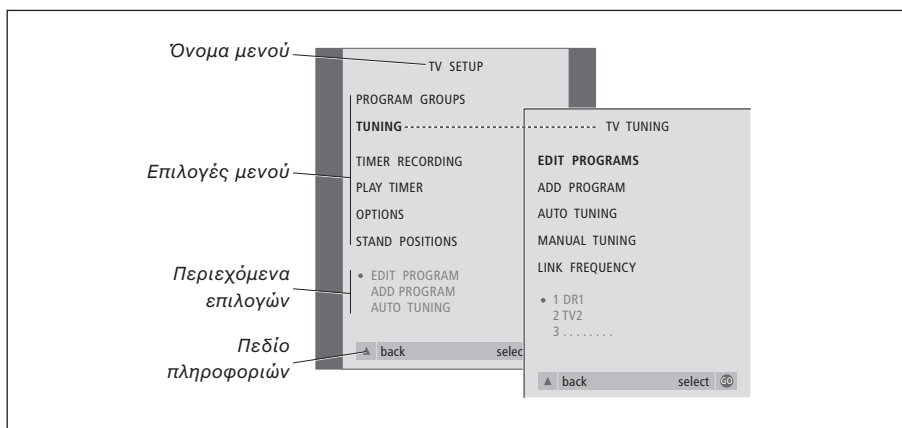 Όνομα μενού
Επιλογές μενού
Περιεχόμενα
επιλογών
Πεδίο
πληροφοριών
TV SETUP
PROGRAM GROUPS
TUNING
TIMER RECORDING
PLAY TIMER
OPTIONS
STAND POSITIONS
• EDIT PROGRAM
ADD PROGRAM
AUTO TUNING
▲ back selec
TV TUNING
EDIT PROGRAMS
ADD PROGRAM
AUTO TUNING
MANUAL TUNING
LINK FREQUENCY
• 1 DR1
2 TV2
3 . . . . . . . .
▲ back select GO